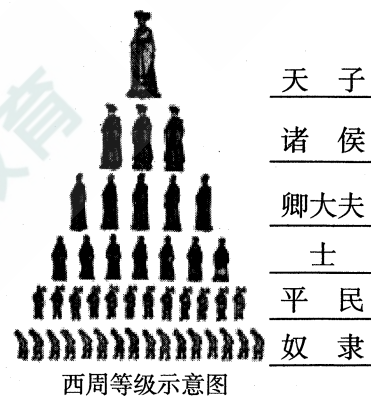 天 子
诸 侯
卿大夫
士
平 民
奴 隶
西周等级示意图